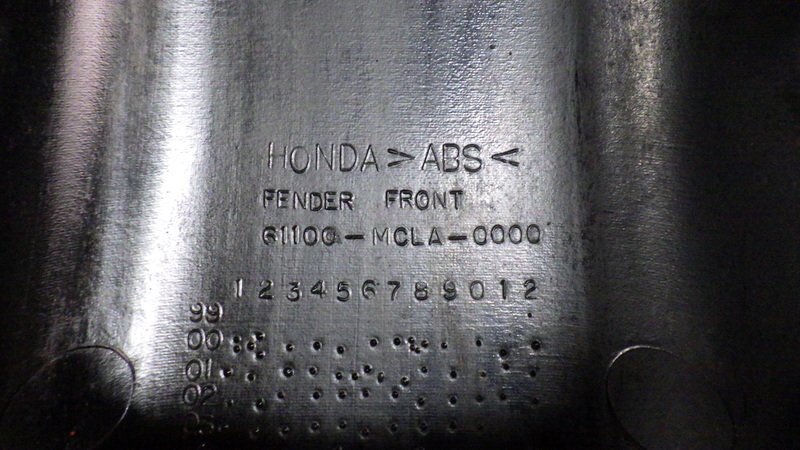 HONDA >ABS<
FENDER FRONT
61100-MCLA-0000
1 2 3 4 5 6 7 8 9 0 1 2
99
00
01
02